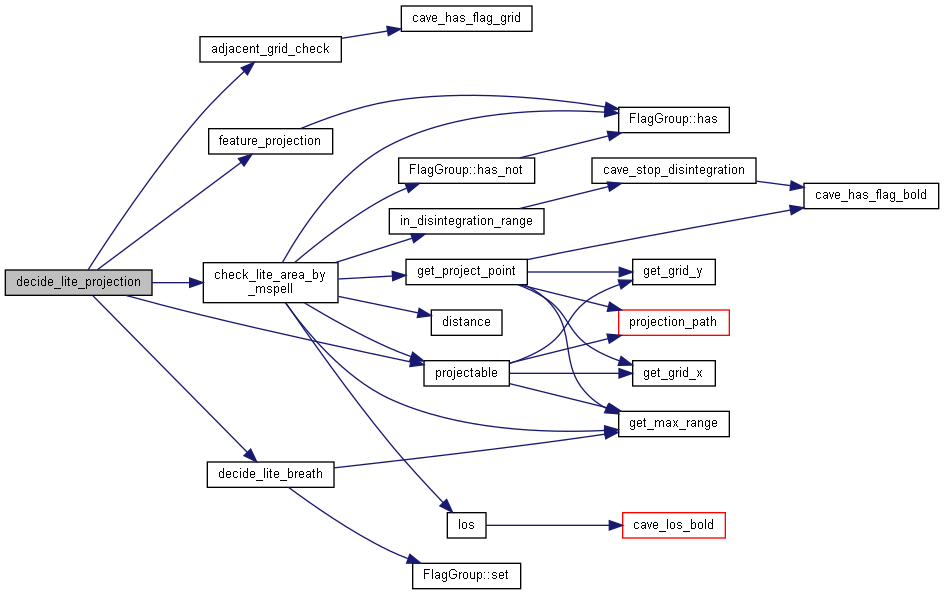 cave_has_flag_grid
adjacent_grid_check
feature_projection
FlagGroup::has
FlagGroup::has_not
cave_stop_disintegration
cave_has_flag_bold
in_disintegration_range
decide_lite_projection
check_lite_area_by
_mspell
get_project_point
get_grid_y
distance
projection_path
projectable
get_grid_x
get_max_range
decide_lite_breath
los
cave_los_bold
FlagGroup::set